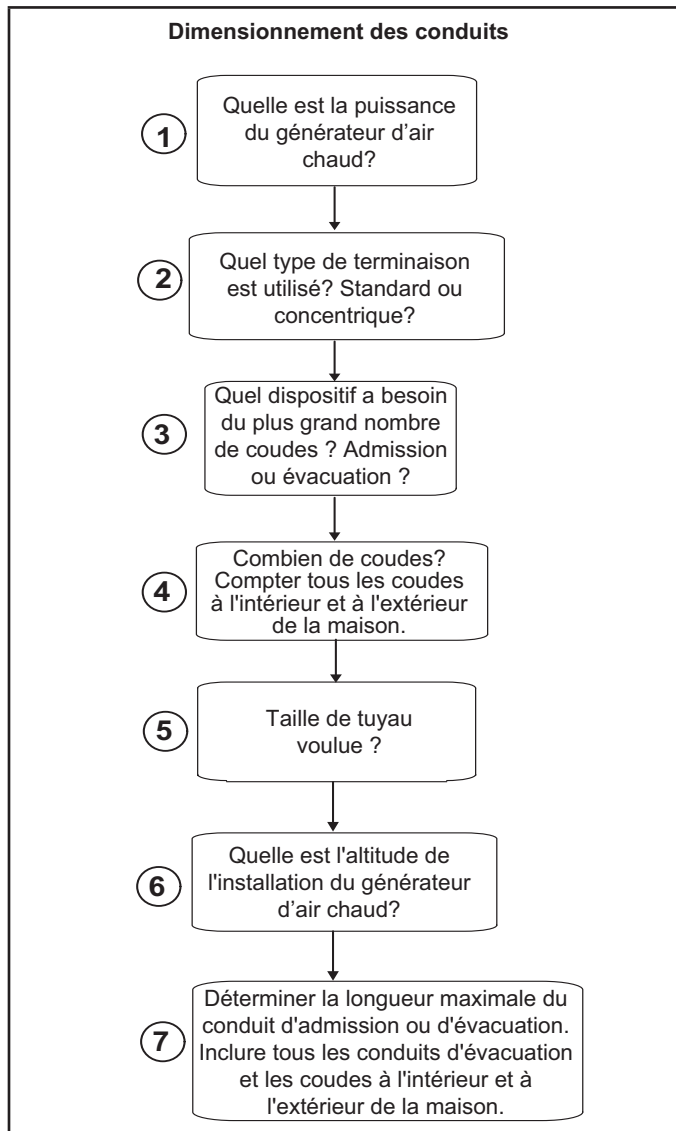 Dimensionnement des conduits
1
Quelle est la puissance
du générateur d’air
chaud?
2
Quel type de terminaison
est utilisé? Standard ou
concentrique?
3
Quel dispositif a besoin
du plus grand nombre
de coudes ? Admission
ou évacuation ?
4
Combien de coudes?
Compter tous les coudes
à l'intérieur et à l'extérieur
de la maison.
5
Taille de tuyau
voulue ?
6
Quelle est l'altitude de
l'installation du générateur
d’air chaud?
7
Déterminer la longueur maximale du
conduit d'admission ou d'évacuation.
Inclure tous les conduits d'évacuation
et les coudes à l'intérieur et à
l'extérieur de la maison.